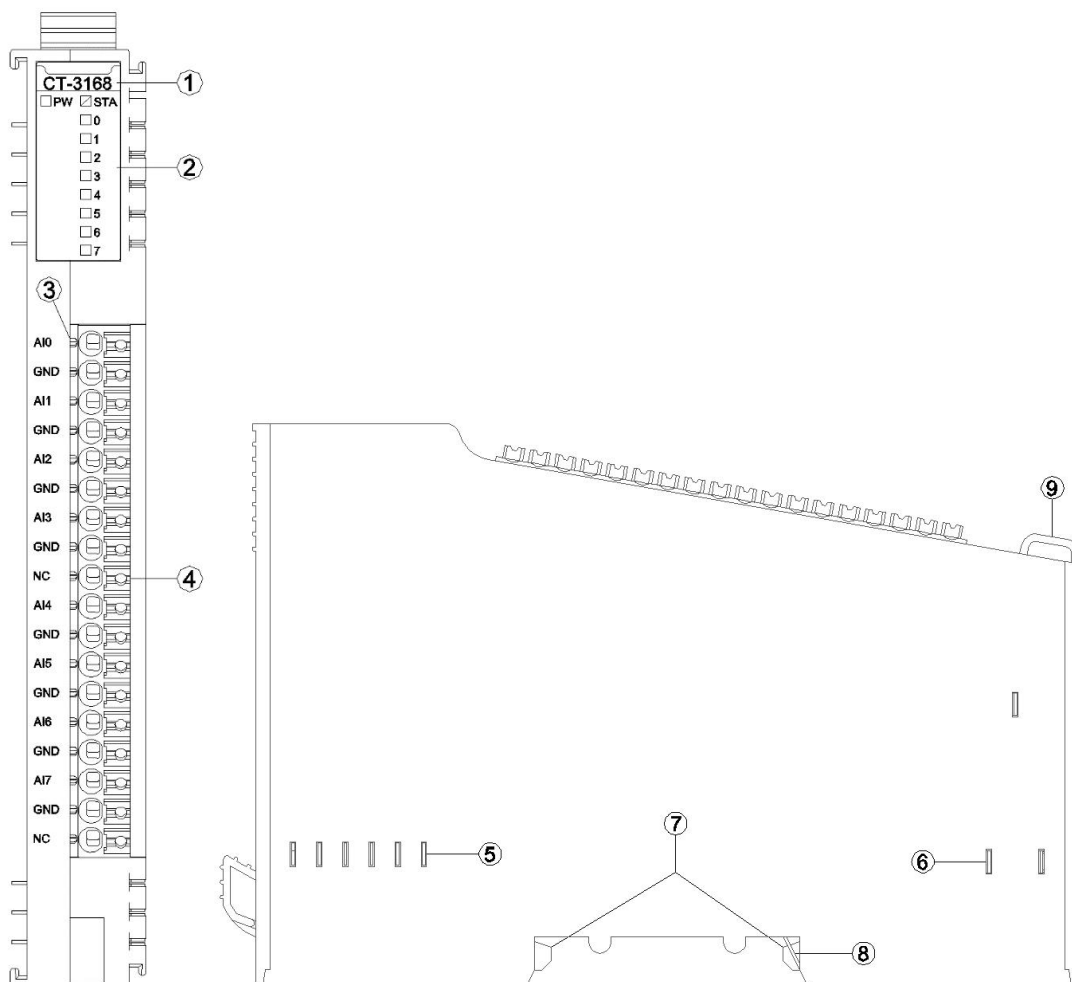 CT-3168
①
PW STA
0
1
2
②
3
4
5
6
7
③
AI0
GND
AI1
GND
AI2
GND
AI3
GND
NC
④
AI4
GND
AI5
GND
AI6
GND
AI7
GND
NC
⑨
⑦
⑤
⑥
⑧